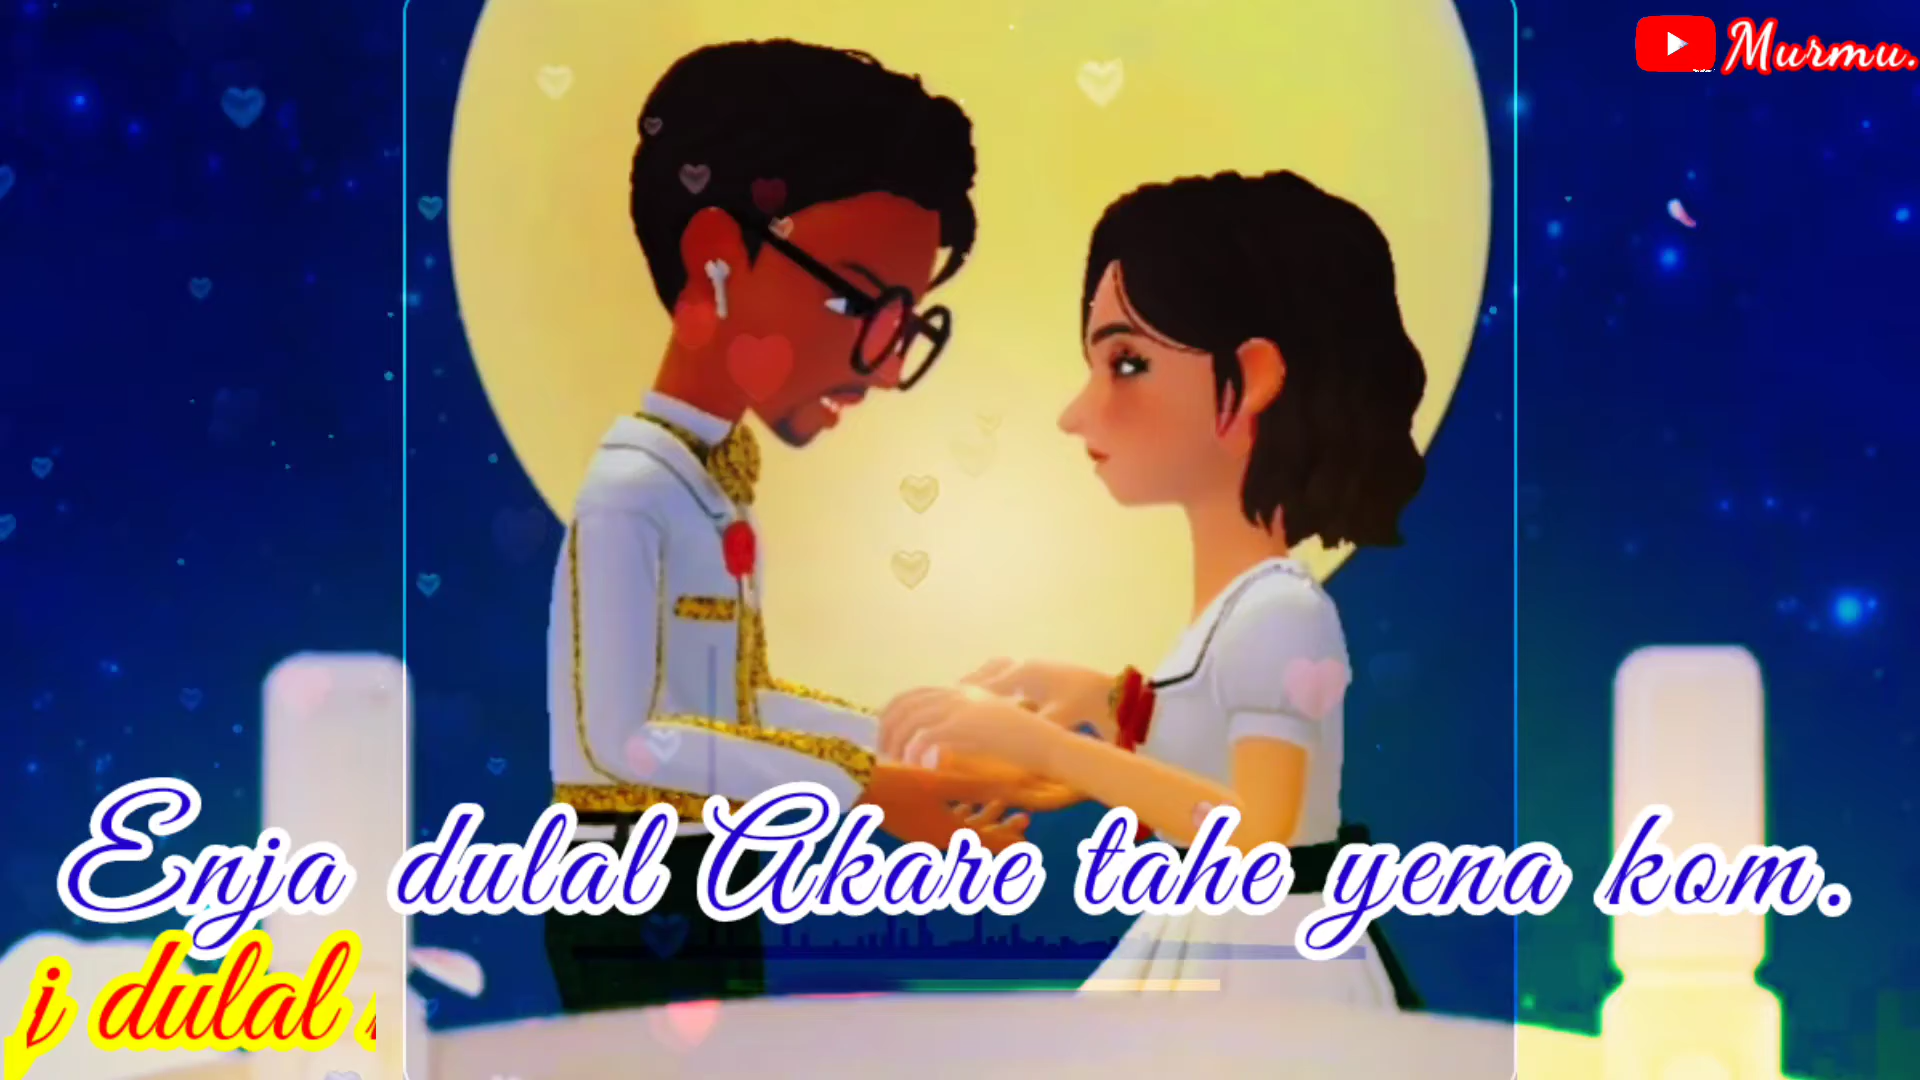 Murmu.
Enja dulal Akare tahe yena kom.
j dulal